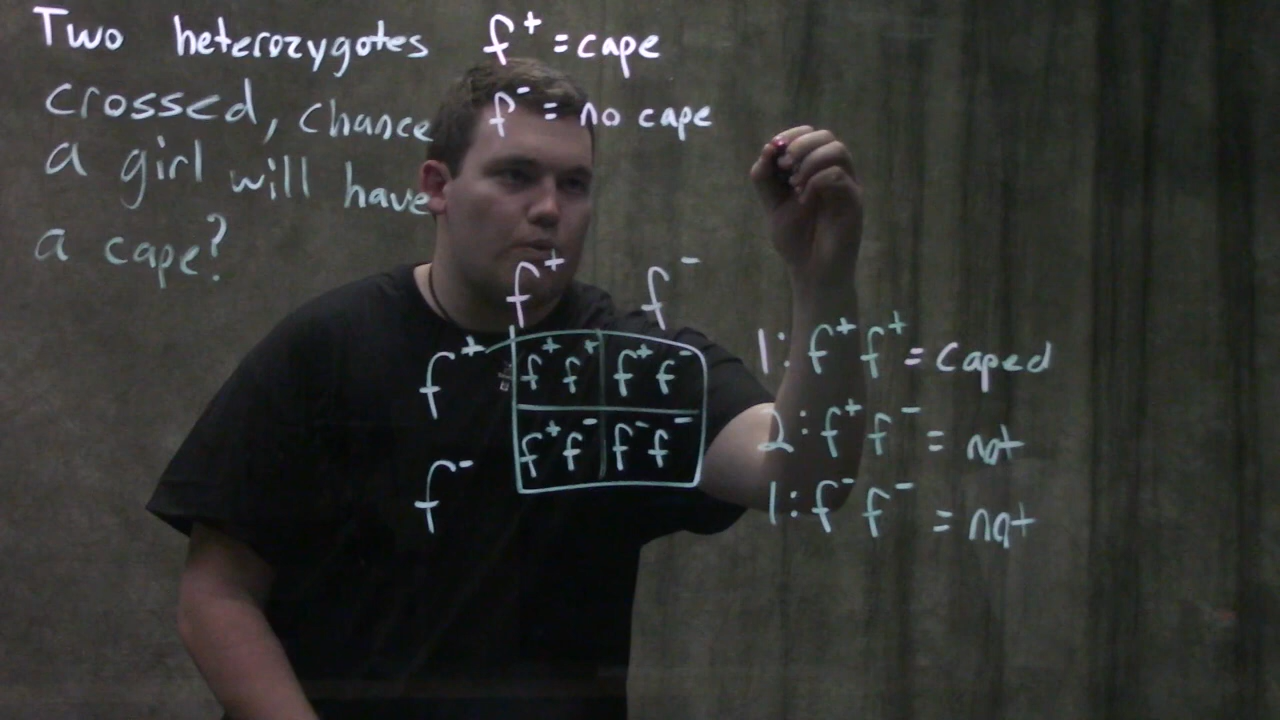 Two heterozygotes
crossed, chance
a girl will have
a cape?
f⁺ = cape
f⁻ = no cape
f⁺ f⁻
f⁺ f⁺f⁺ f⁺f⁻
f⁻ f⁺f⁻ f⁻f⁻
1: f⁺f⁺ = caped
2: f⁺f⁻ = not
1: f⁻f⁻ = not